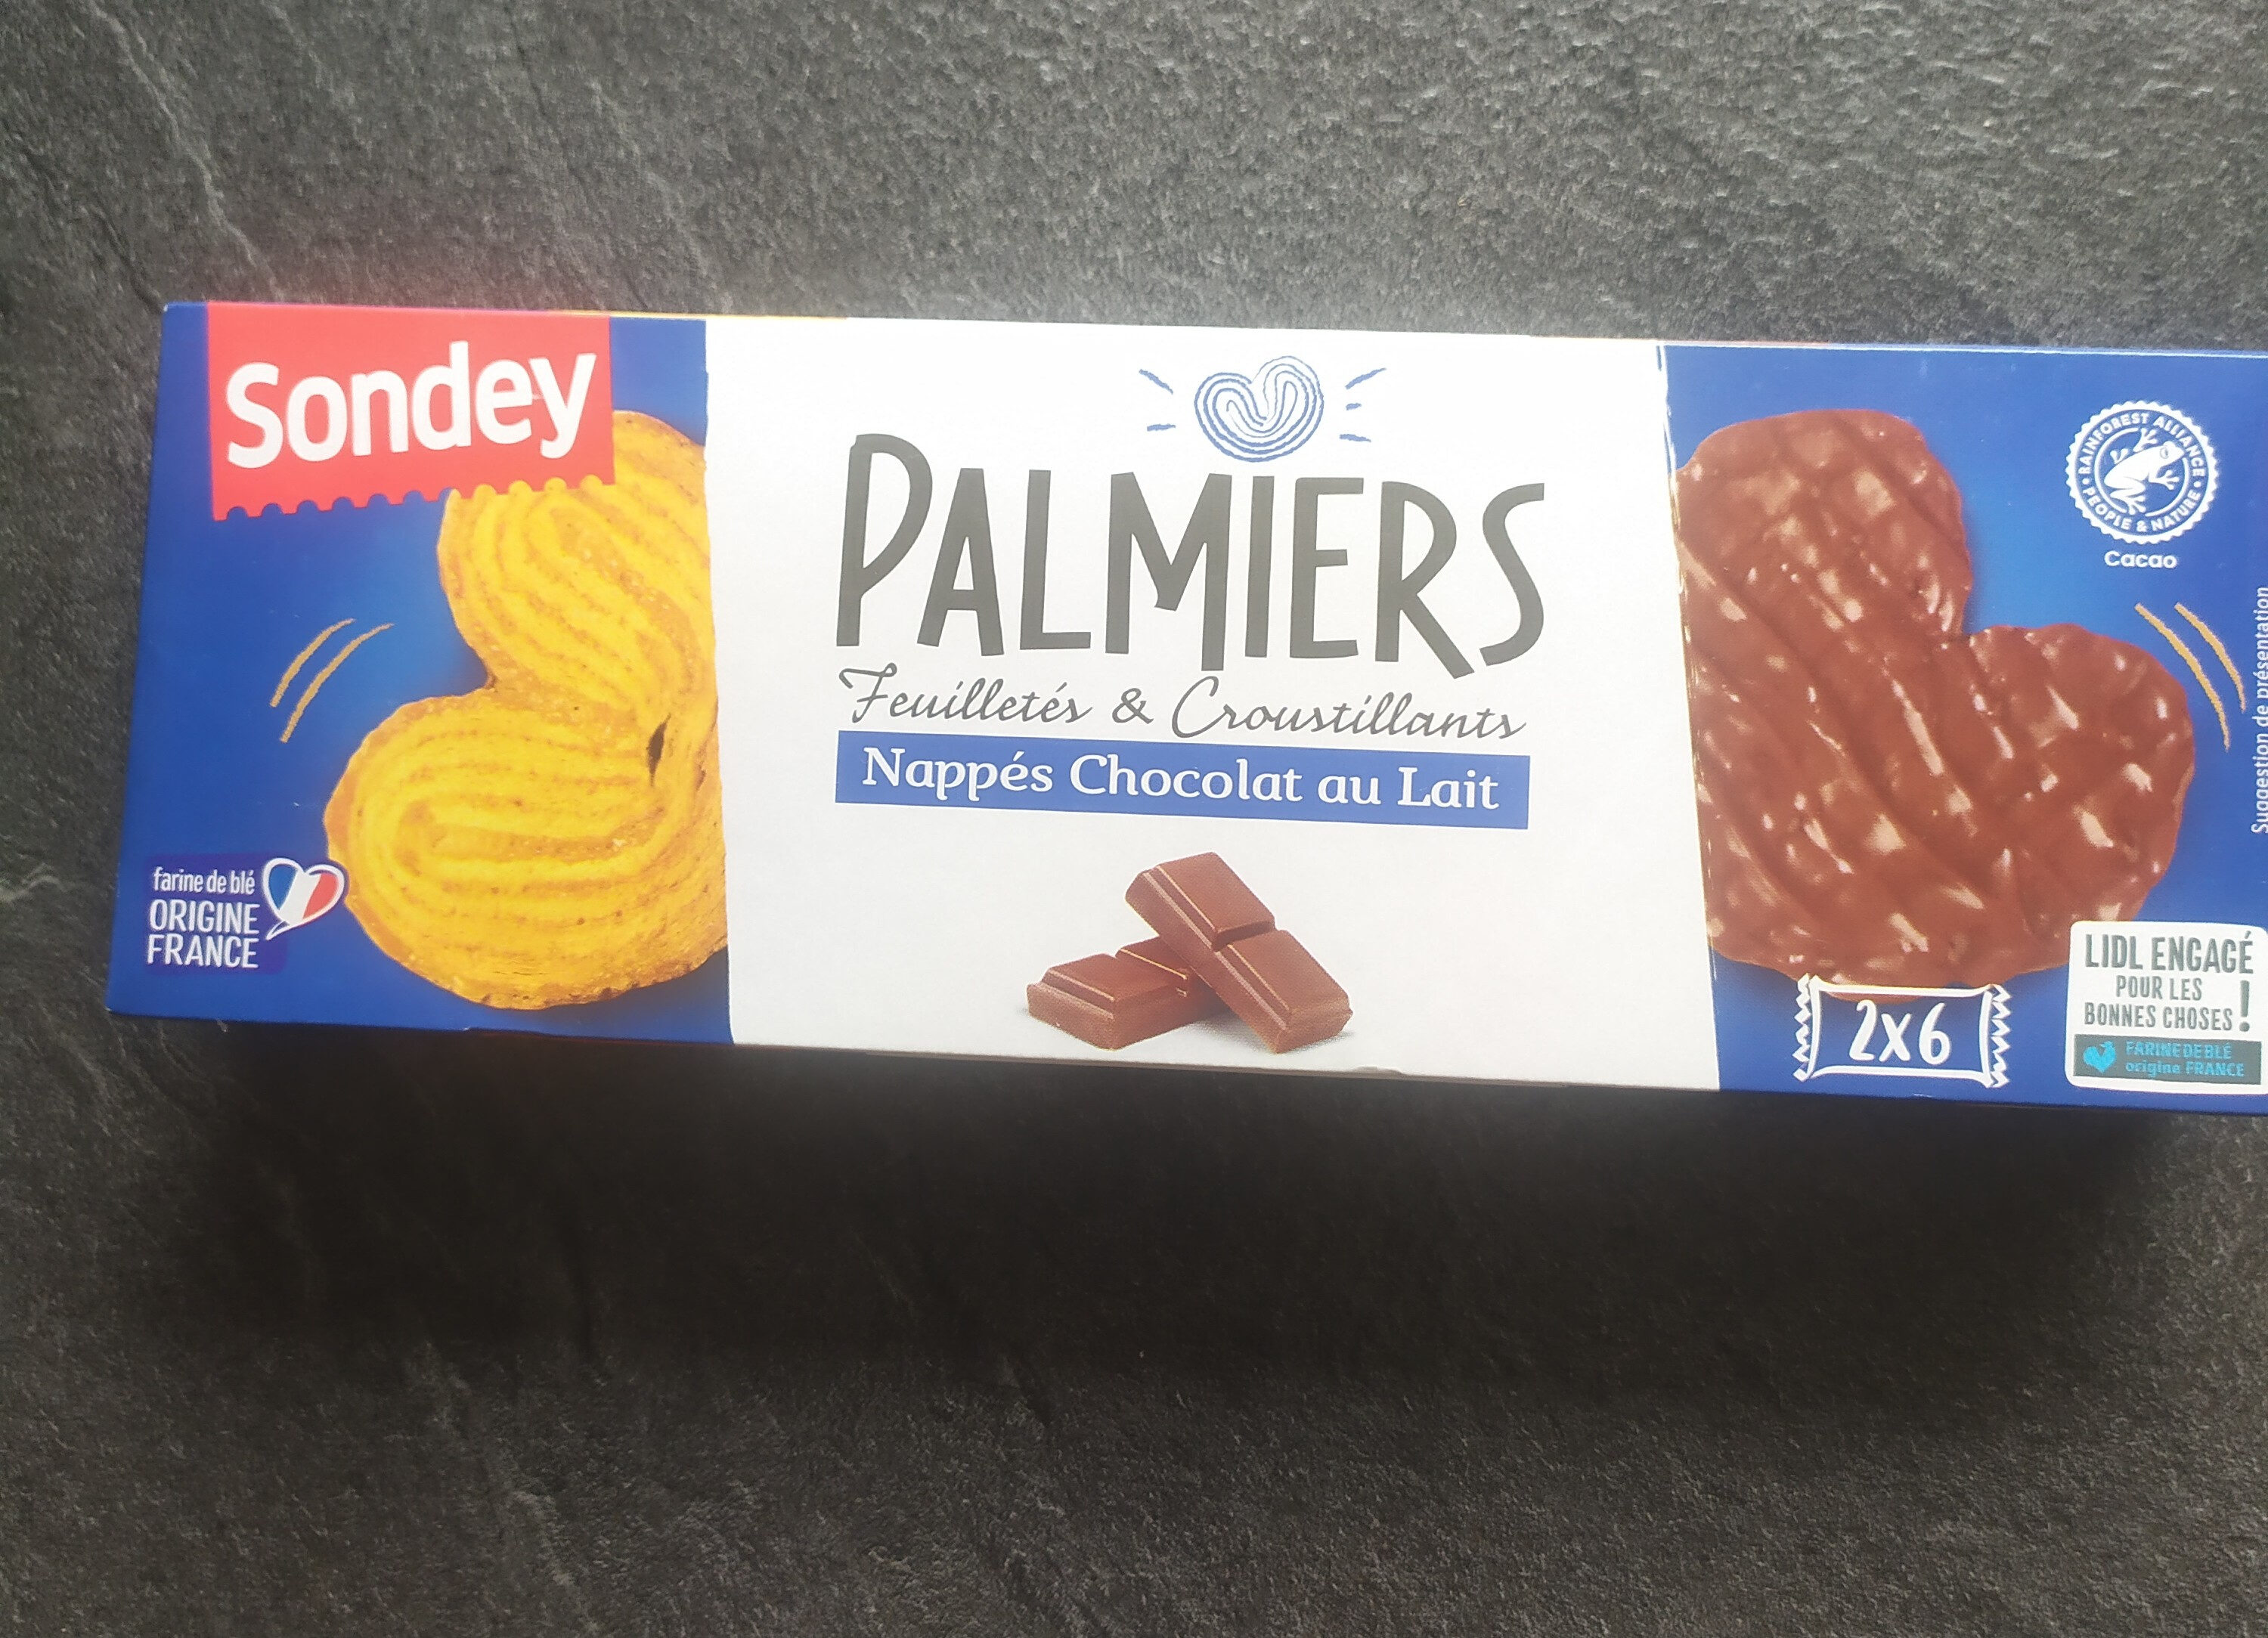 Sondey
PALMIERS
Feuilletés & Croustillants
Nappés Chocolat au Lait
farine de blé
ORIGINE
FRANCE
RAINFOREST ALLIANCE
PEOPLE & NATURE
Cacao
Suggestion de présentation
2x6
LIDL ENGAGÉ
POUR LES
BONNES CHOSES !
FARINE DE BLÉ
origine FRANCE